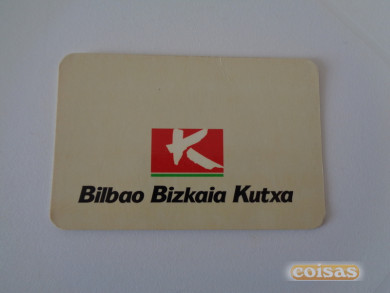 K
Bilbao Bizkaia Kutxa
coisas